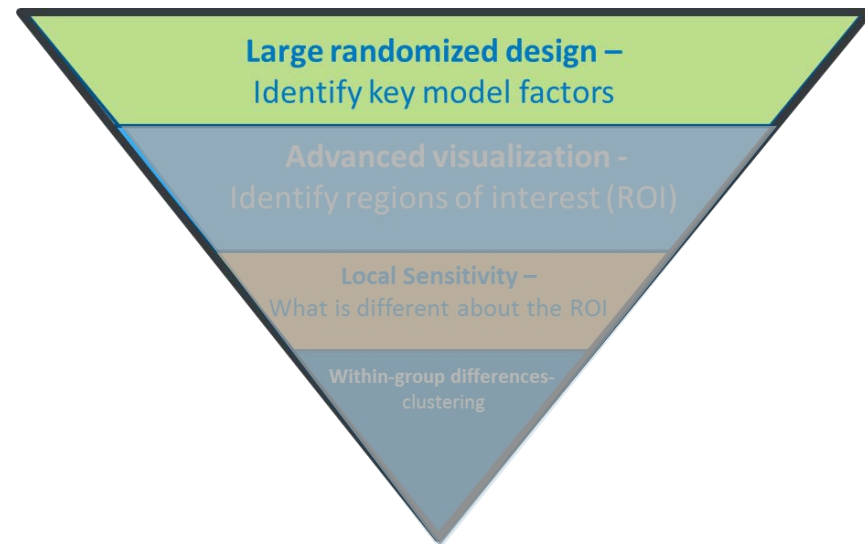 Large randomized design –
Identify key model factors
Advanced visualization -
Identify regions of interest (ROI)
Local Sensitivity –
What is different about the ROI
Within-group differences-
clustering